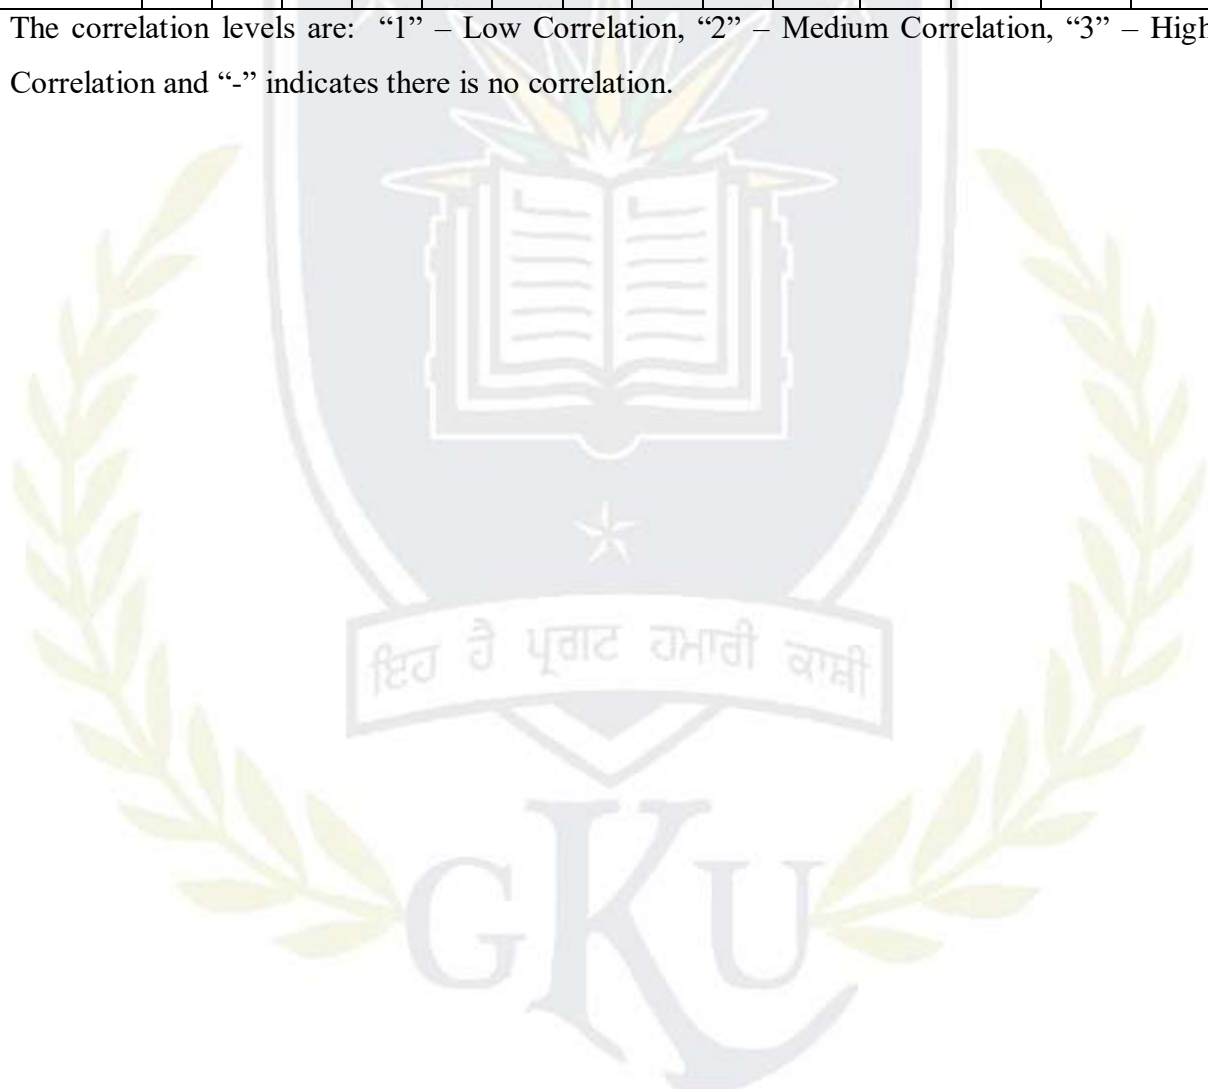 The correlation levels are: “1” – Low Correlation, “2” – Medium Correlation, “3” – High
Correlation and “-” indicates there is no correlation.
ਇਹ ਹੈ ਪ੍ਰਗਟ ਹਮਾਰੀ ਕਾਸ਼ੀ
GKU